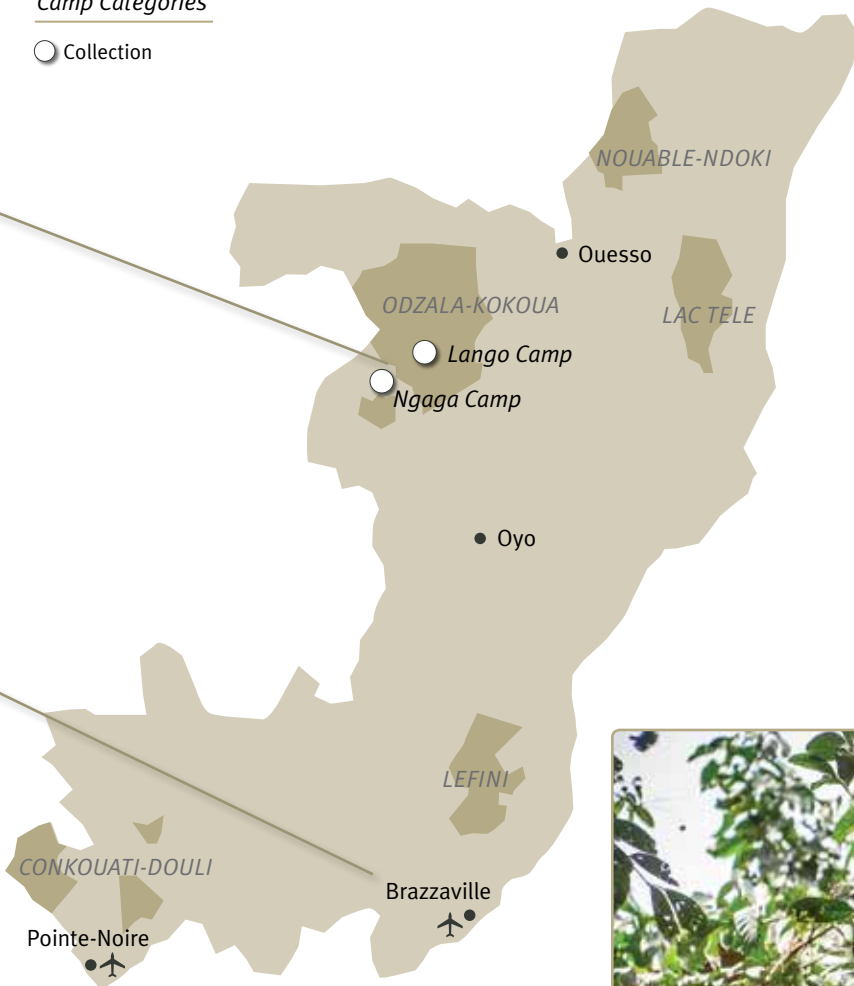 Camp Categories
Collection
NOUABLE-NDOKI
Ouesso
ODZALA-KOKOUA
LAC TELE
Lango Camp
Ngaga Camp
Oyo
LEFINI
CONKOUATI-DOULI
Brazzaville
Pointe-Noire